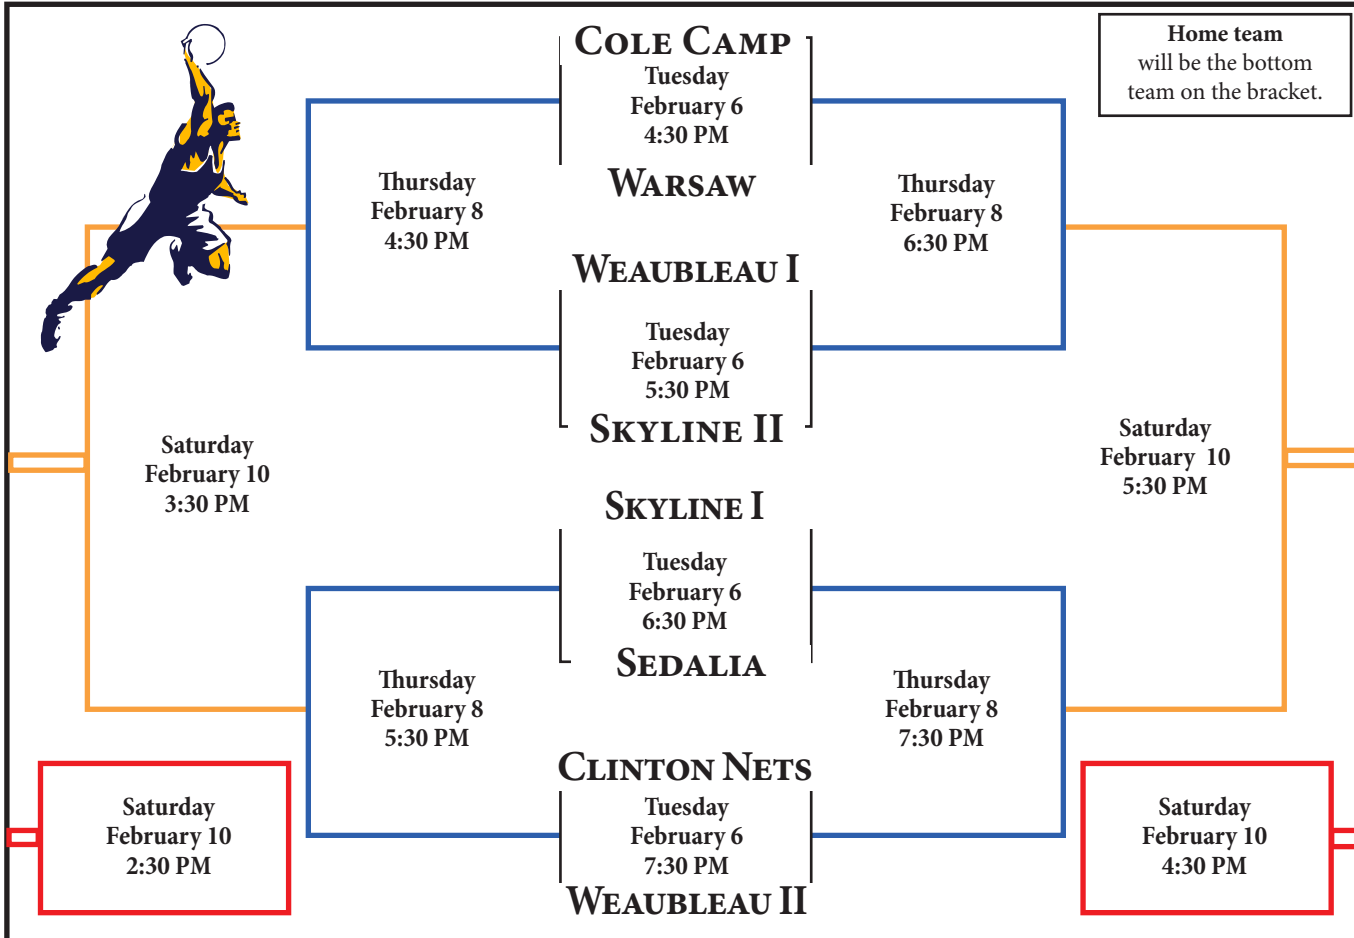 COLE CAMP
Tuesday
February 6
4:30 PM
WARSAW
Home team
will be the bottom
team on the bracket.
Thursday
February 8
4:30 PM
Thursday
February 8
6:30 PM
WEAUBLEAU I
Tuesday
February 6
5:30 PM
SKYLINE II
Saturday
February 10
3:30 PM
Saturday
February 10
5:30 PM
SKYLINE I
Tuesday
February 6
6:30 PM
SEDALIA
Thursday
February 8
5:30 PM
Thursday
February 8
7:30 PM
CLINTON NETS
Tuesday
February 6
7:30 PM
WEAUBLEAU II
Saturday
February 10
2:30 PM
Saturday
February 10
4:30 PM